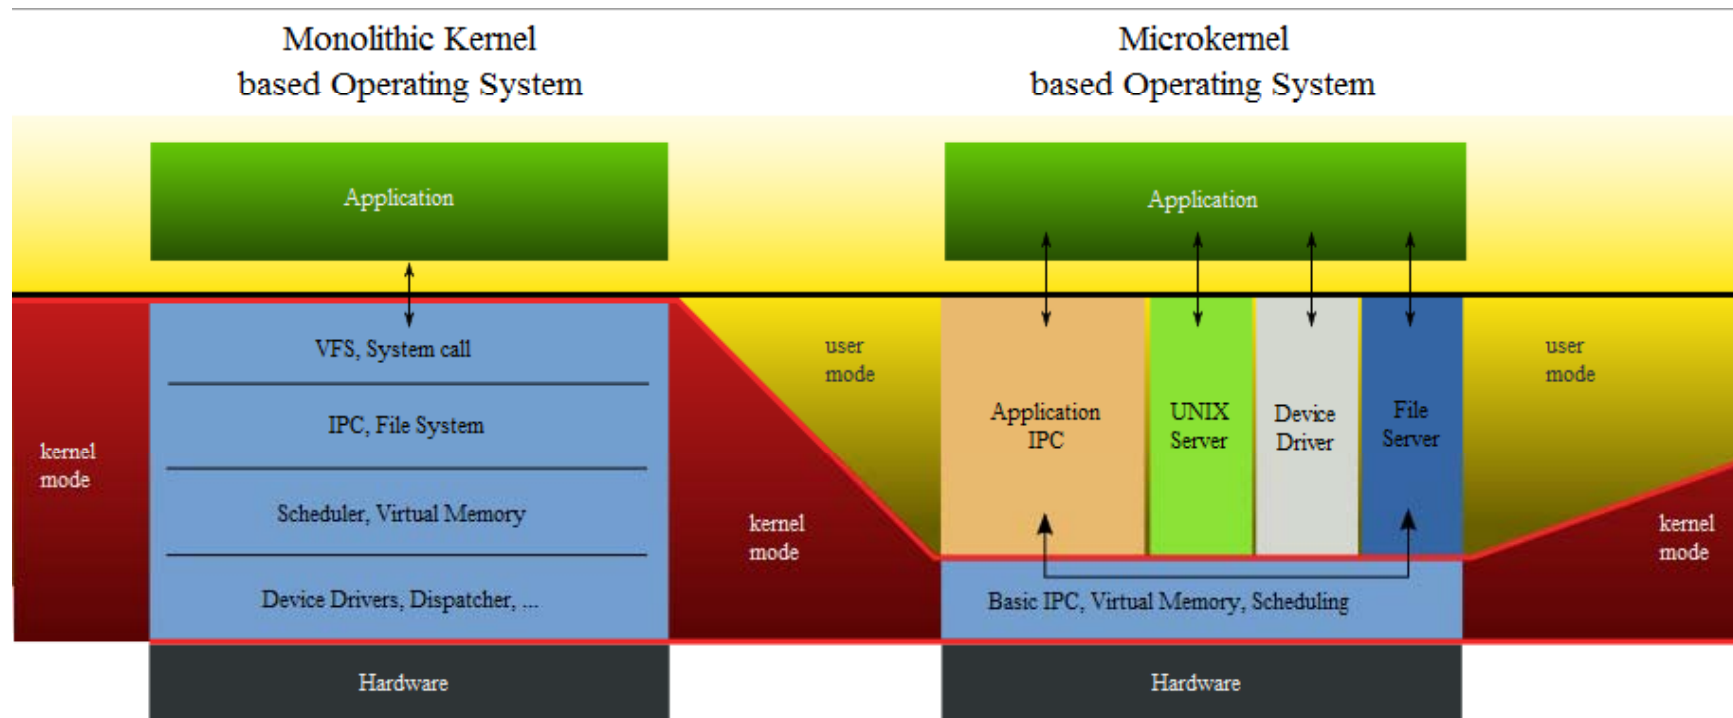 Monolithic Kernel
based Operating System
Microkernel
based Operating System
Application
Application
VFS, System call
IPC, File System
Scheduler, Virtual Memory
Device Drivers, Dispatcher, ...
kernel
mode
user
mode
kernel
mode
Application
IPC
UNIX
Server
Device
Driver
File
Server
user
mode
kernel
mode
Basic IPC, Virtual Memory, Scheduling
Hardware
Hardware